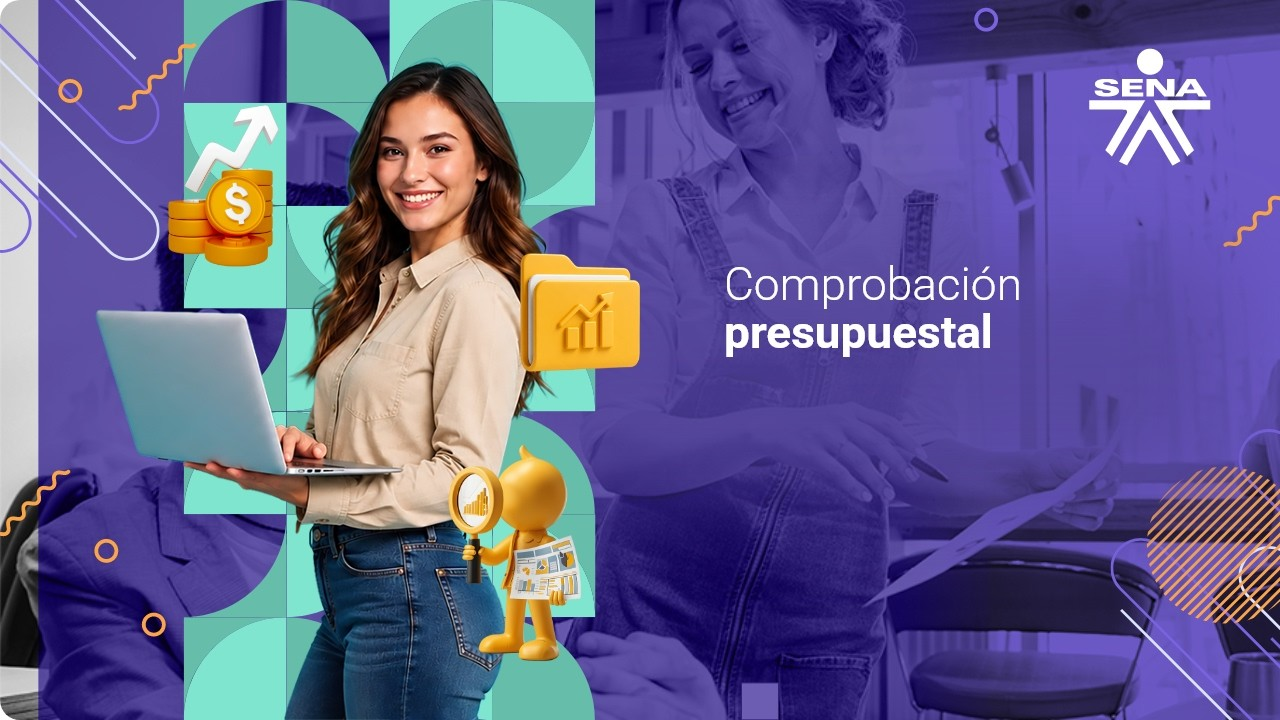 SENA
Comprobación
presupuestal
$